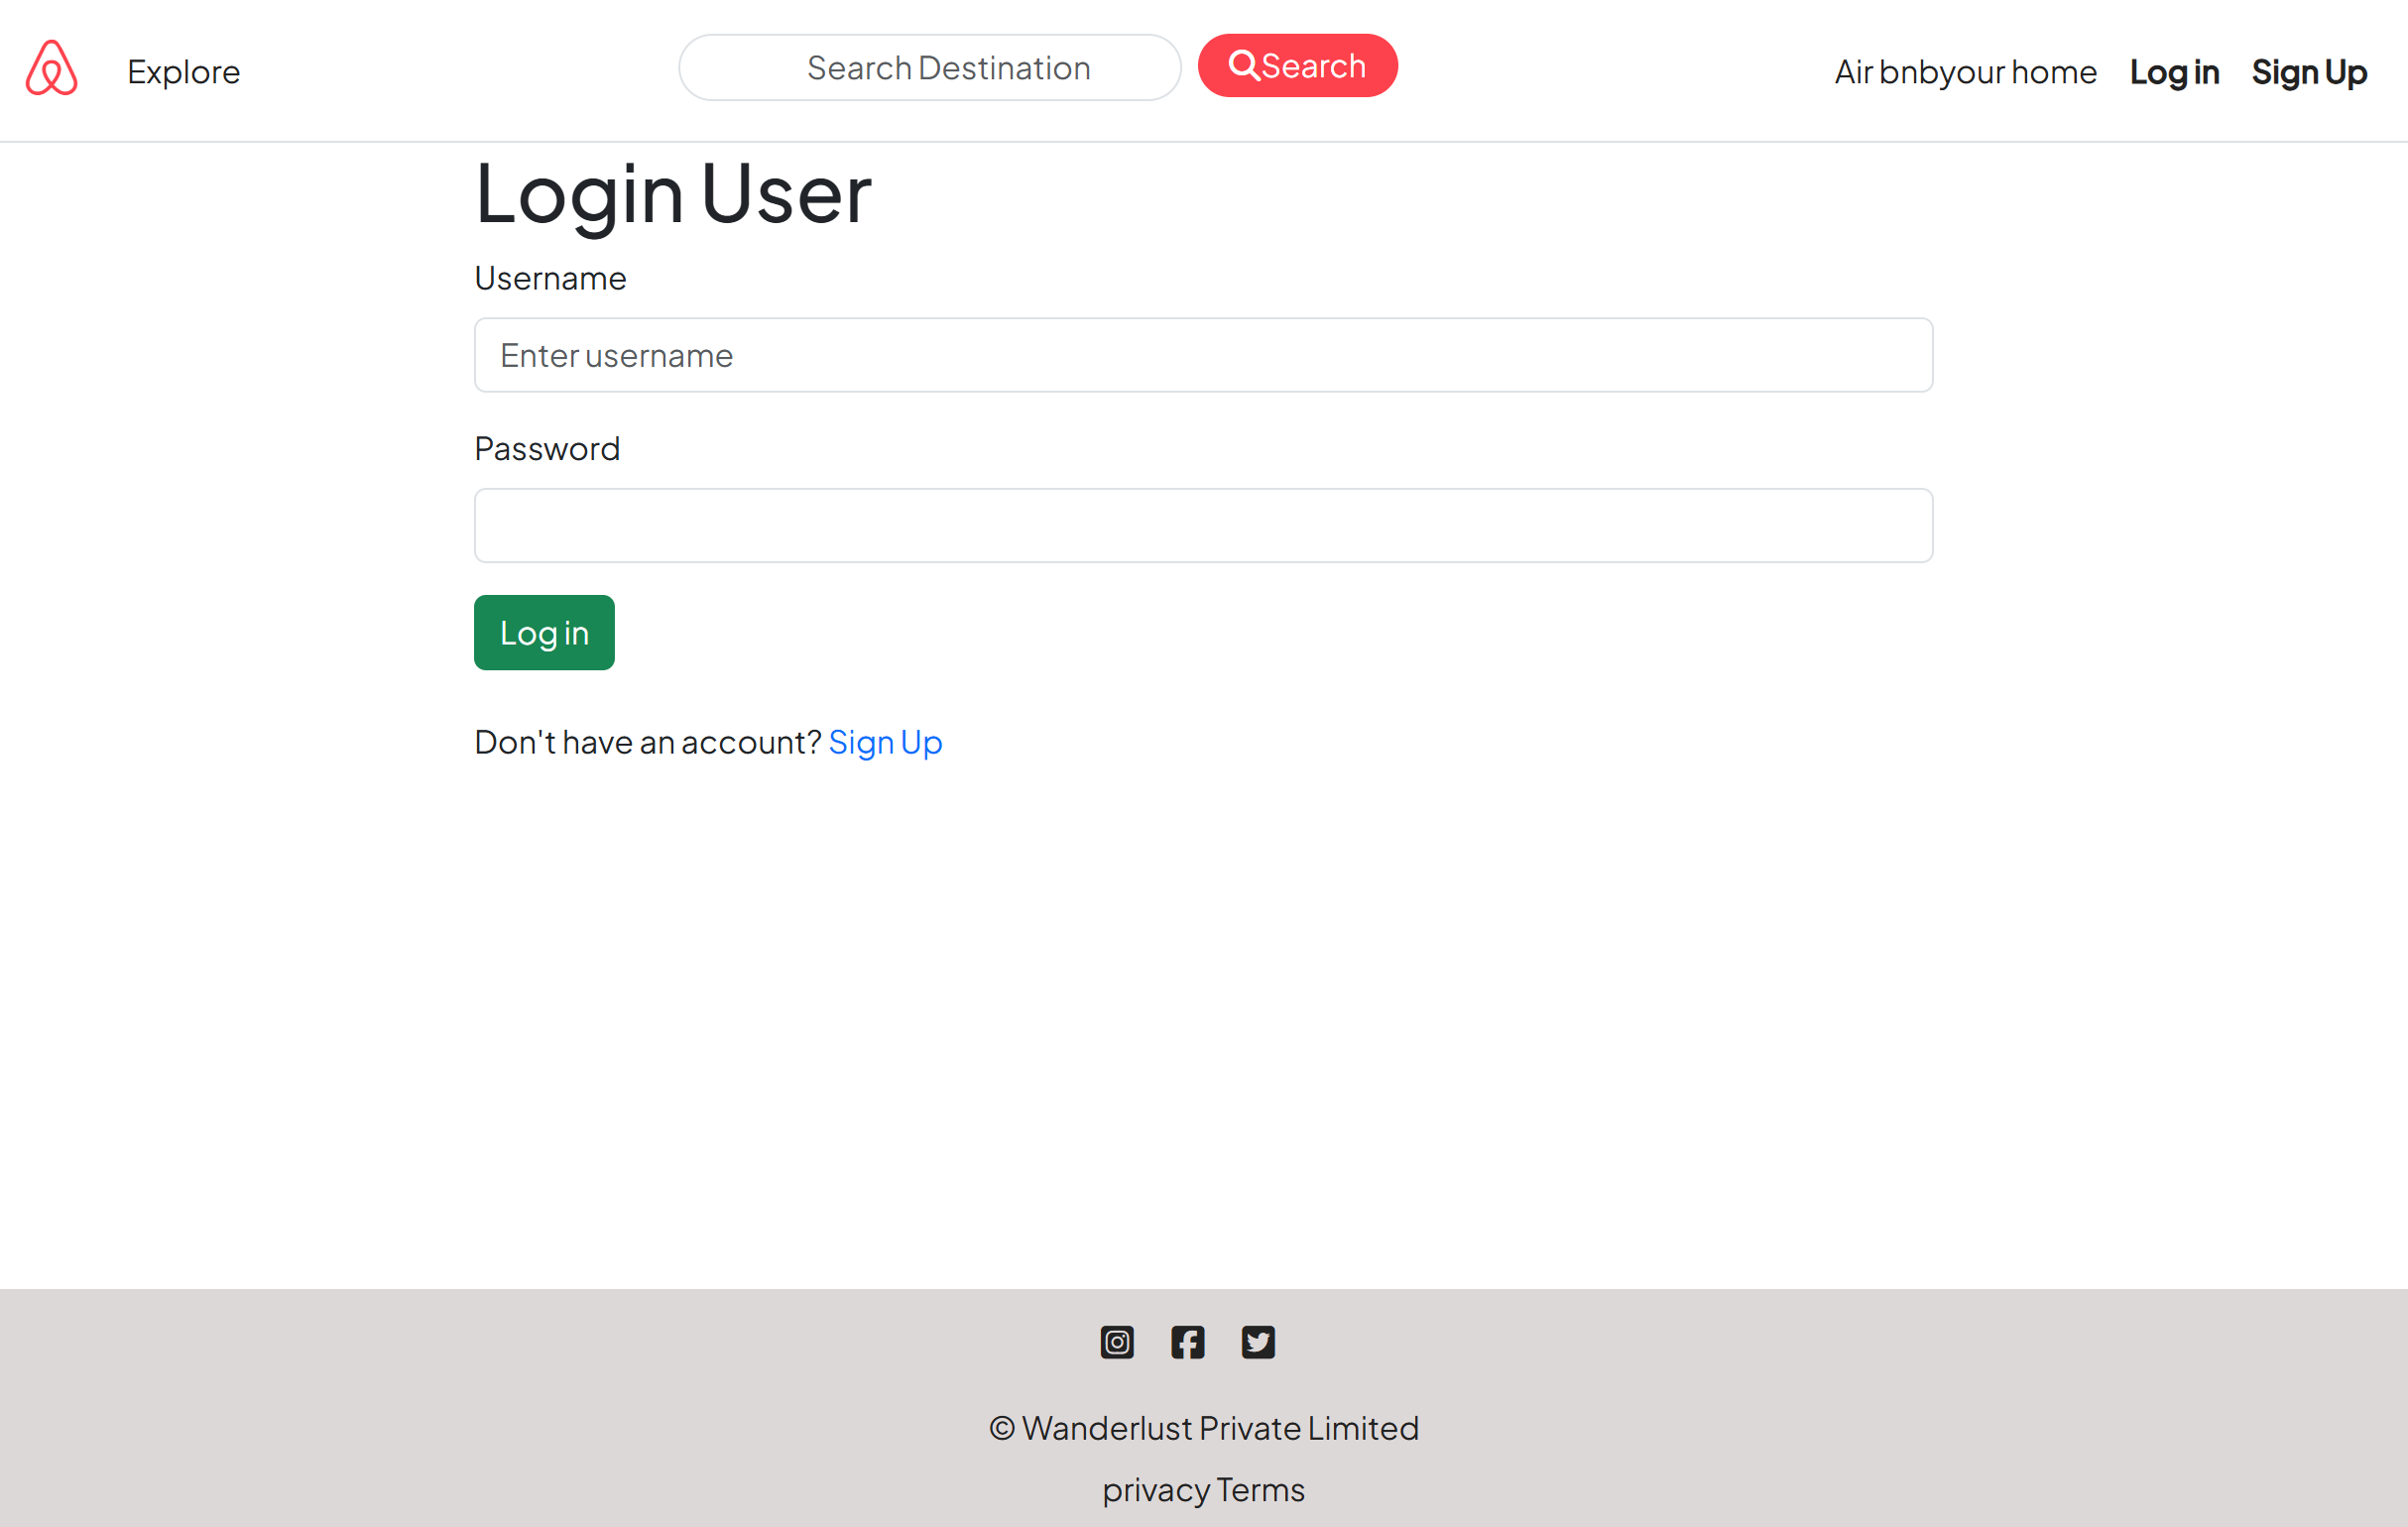 Explore
Search Destination
Search
Air bnbyour home
Log in
Sign Up
Login User
Username
Enter username
Password
Log in
Don't have an account? Sign Up
© Wanderlust Private Limited
privacy Terms